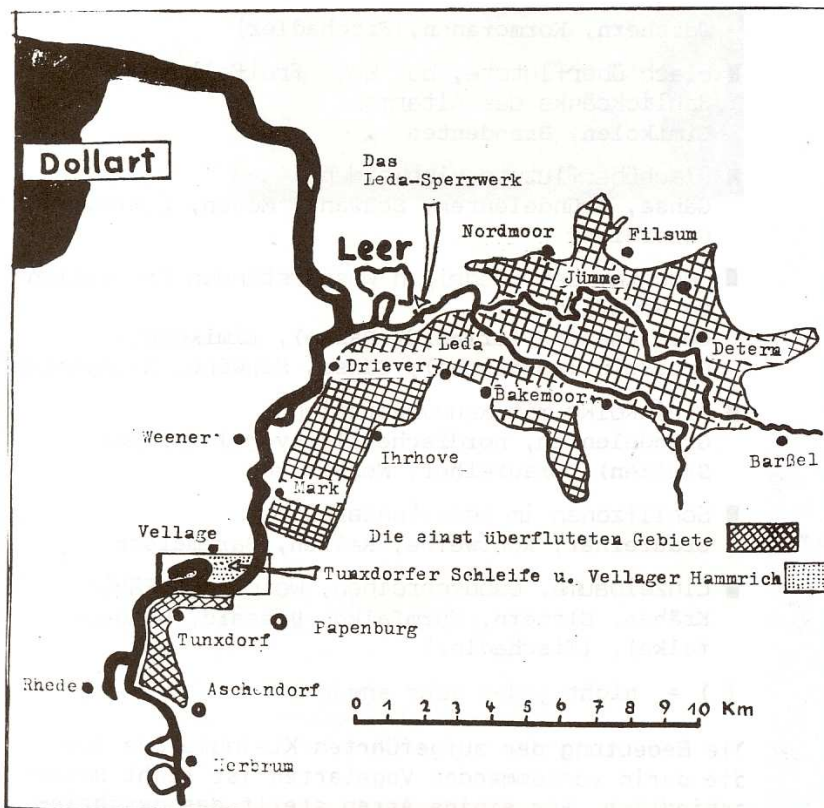 Dollart
Das
Leda-Sperrwerk
Leer
Nordmoor
Filsum
Jümme
Leda
Detern
Driever
Bakemoor
Weener
Ihrhove
Barßel
Mark
Die einst überfluteten Gebiete
Vellage
Tunxdorfer Schleife u. Vellager Hammrich
Tunxdorf
Papenburg
Rhede
Aschendorf
0 1 2 3 4 5 6 7 8 9 10 Km
Herbrum